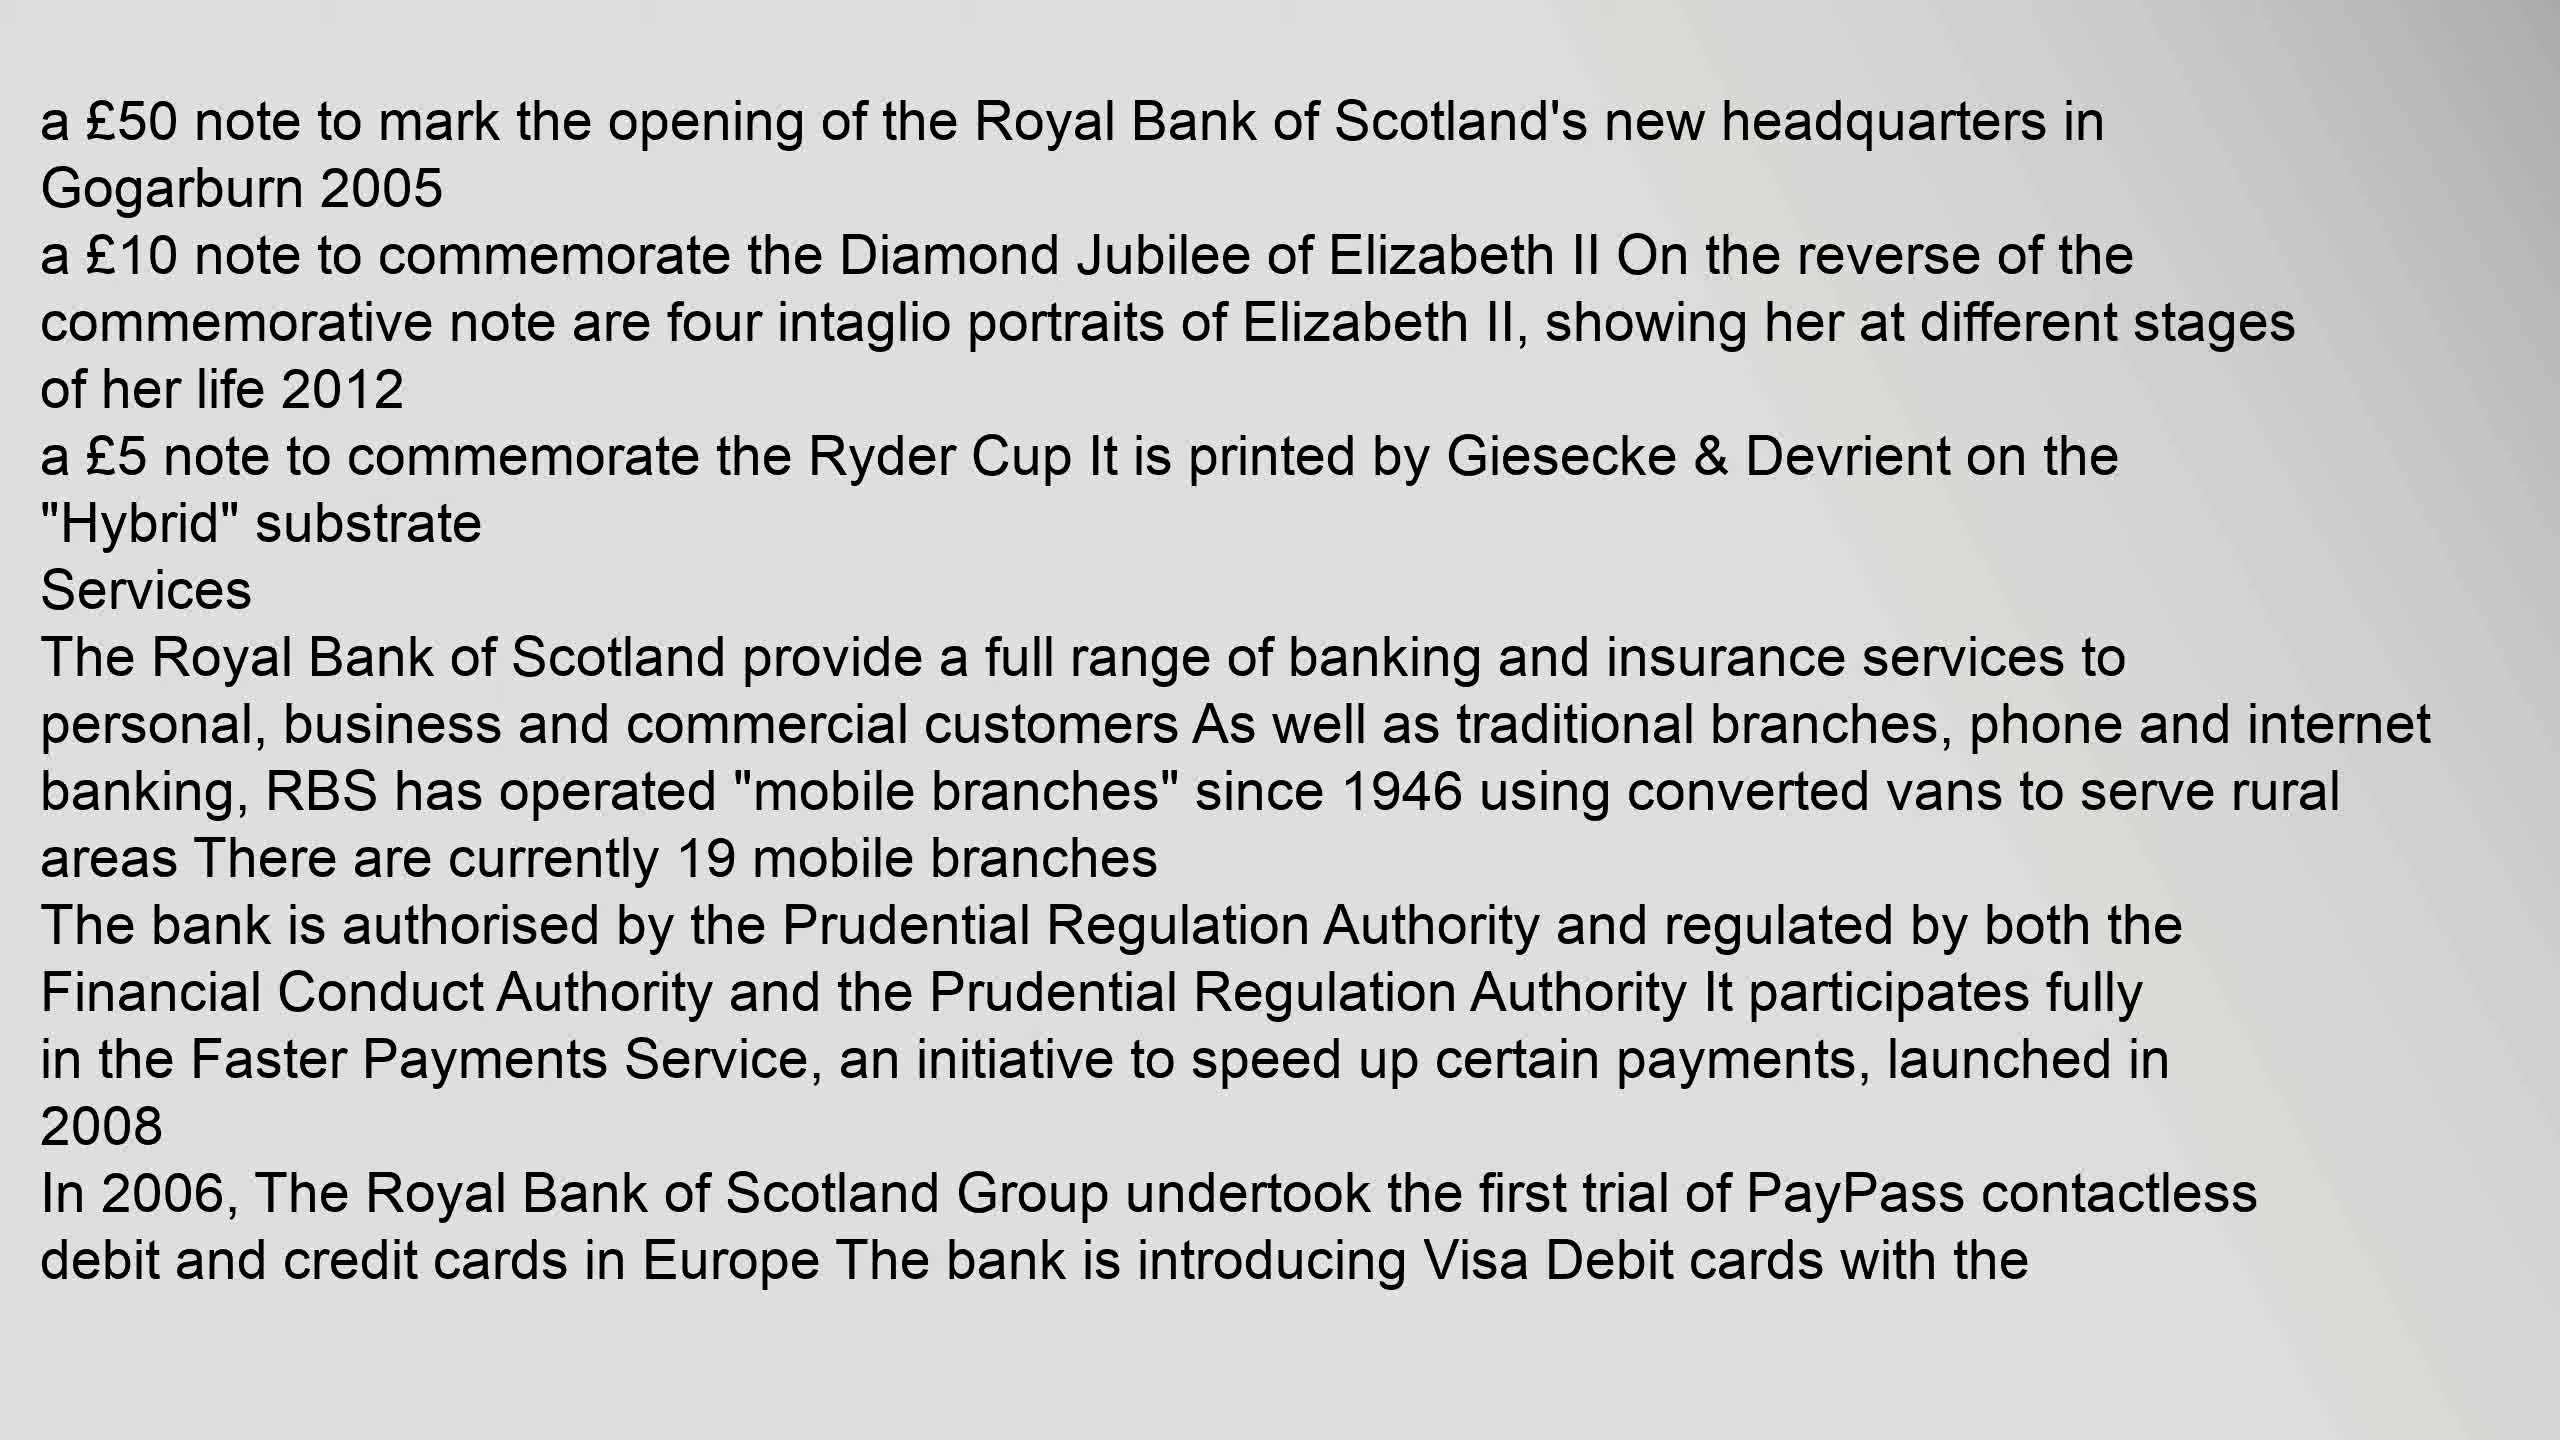 a £50 note to mark the opening of the Royal Bank of Scotland's new headquarters in
Gogarburn 2005
a £10 note to commemorate the Diamond Jubilee of Elizabeth II On the reverse of the
commemorative note are four intaglio portraits of Elizabeth II, showing her at different stages
of her life 2012
a £5 note to commemorate the Ryder Cup It is printed by Giesecke & Devrient on the
"Hybrid" substrate
Services
The Royal Bank of Scotland provide a full range of banking and insurance services to
personal, business and commercial customers As well as traditional branches, phone and internet
banking, RBS has operated "mobile branches" since 1946 using converted vans to serve rural
areas There are currently 19 mobile branches
The bank is authorised by the Prudential Regulation Authority and regulated by both the
Financial Conduct Authority and the Prudential Regulation Authority It participates fully
in the Faster Payments Service, an initiative to speed up certain payments, launched in
2008
In 2006, The Royal Bank of Scotland Group undertook the first trial of PayPass contactless
debit and credit cards in Europe The bank is introducing Visa Debit cards with the